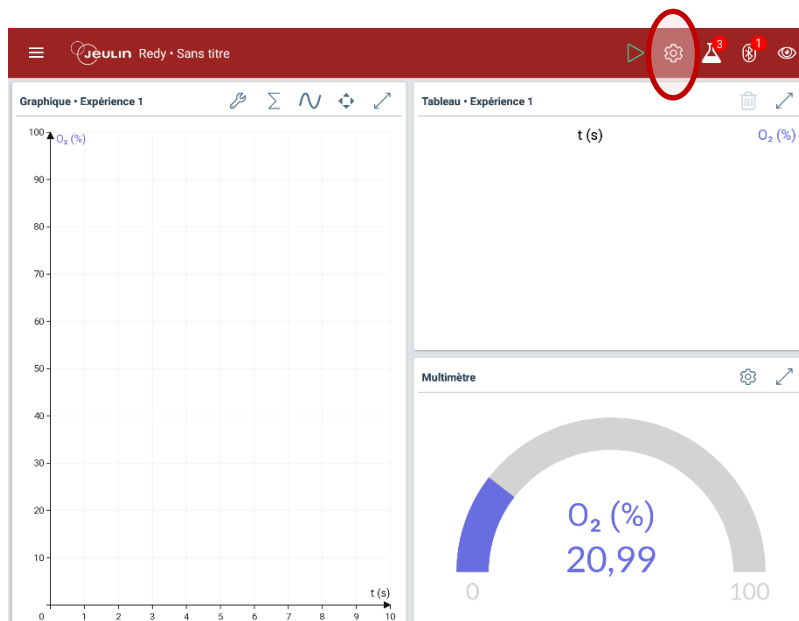 Jeulin Redy • Sans titre
3
1
Graphique • Expérience 1
100
O₂ (%)
90
80
70
60
50
40
30
20
10
t (s)
0 1 2 3 4 5 6 7 8 9 10
Tableau • Expérience 1
t (s) O₂ (%)
Multimètre
O₂ (%)
20,99
0 100